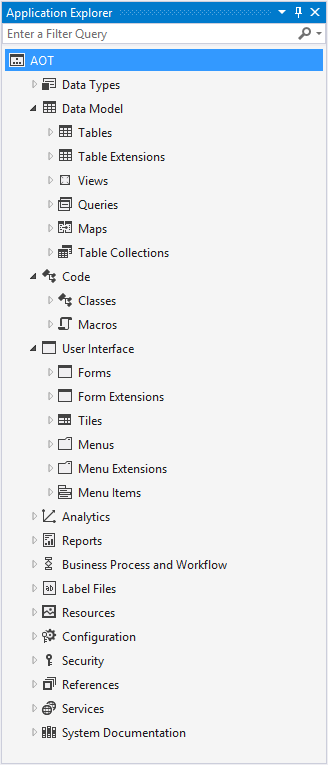 Application Explorer
Enter a Filter Query
AOT
Data Types
Data Model
Tables
Table Extensions
Views
Queries
Maps
Table Collections
Code
Classes
Macros
User Interface
Forms
Form Extensions
Tiles
Menus
Menu Extensions
Menu Items
Analytics
Reports
Business Process and Workflow
Label Files
Resources
Configuration
Security
References
Services
System Documentation